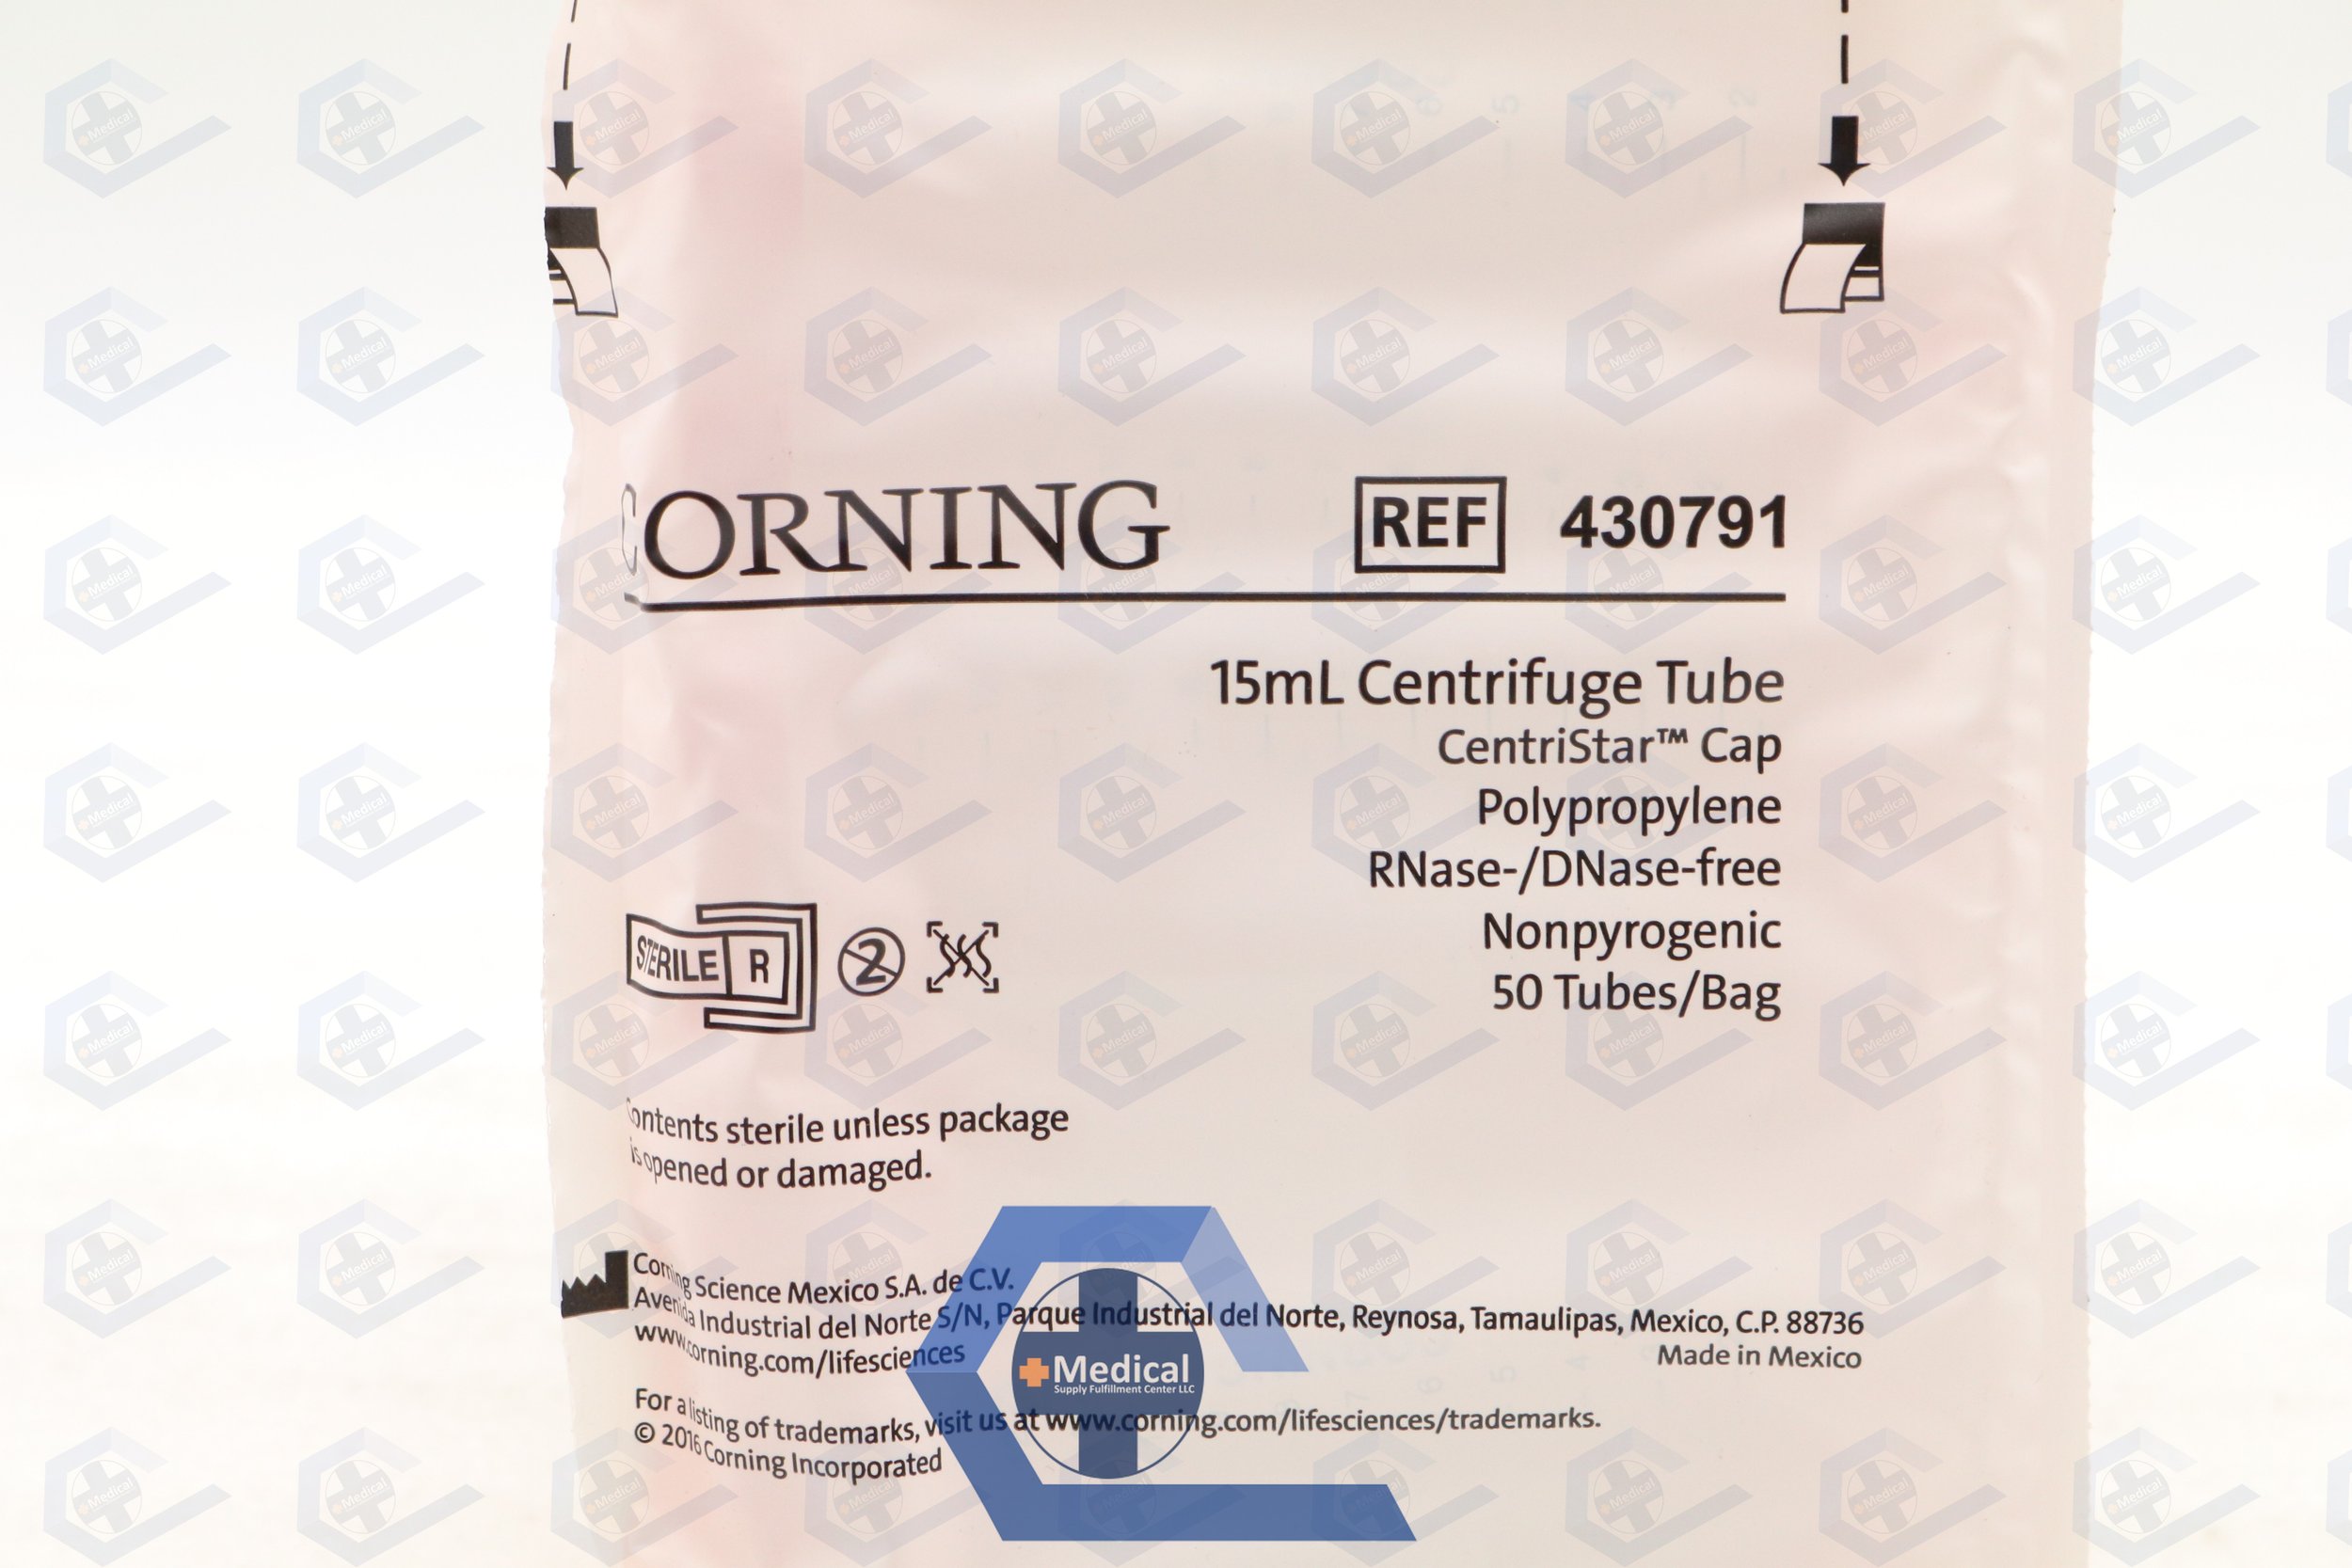 CORNING
REF 430791
15mL Centrifuge Tube
CentriStar™ Cap
Polypropylene
RNase-/DNase-free
Nonpyrogenic
50 Tubes/Bag
STERILE R
2
Contents sterile unless package
is opened or damaged.
Corning Science Mexico S.A. de C.V.
Avenida Industrial del Norte S/N, Parque Industrial del Norte, Reynosa, Tamaulipas, Mexico, C.P. 88736
www.corning.com/lifesciences
Made in Mexico
Medical
Supply Fulfillment Center LLC
For a listing of trademarks, visit us at www.corning.com/lifesciences/trademarks.
© 2016 Corning Incorporated